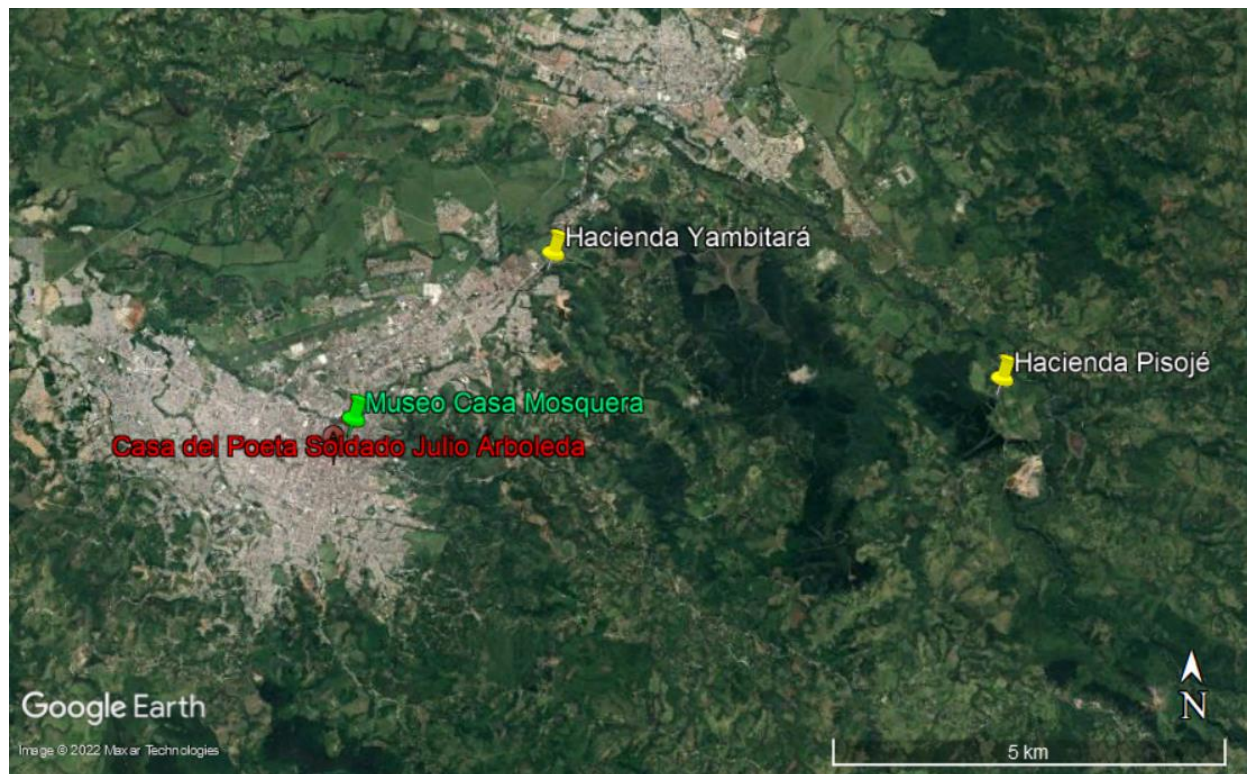 Hacienda Yambitará
Hacienda Pisojé
Museo Casa Mosquera
Casa del Poeta Soldado Julio Arboleda
N
Google Earth
Image © 2022 Maxar Technologies
5 km